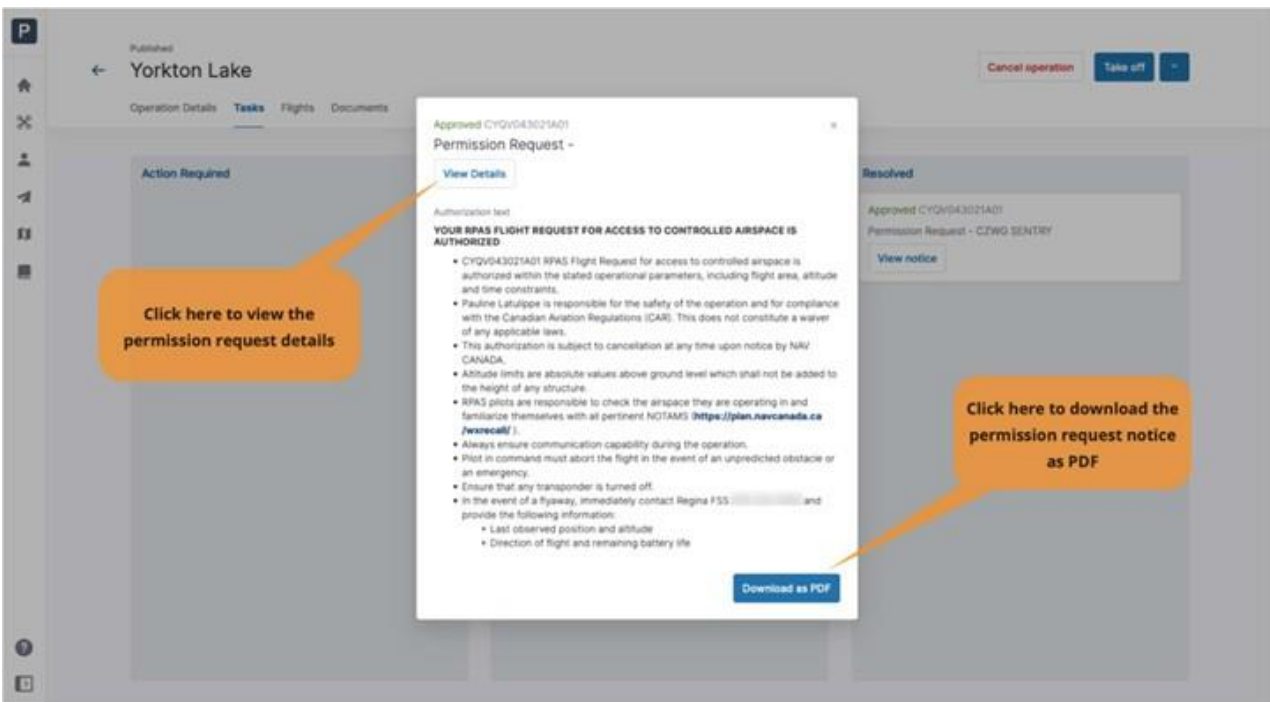 P
Published
← Yorkton Lake
Cancel operation
Take off
Operation Details Tasks Flights Documents
Action Required
Approved CYQV043021A01
×
Permission Request -
View Details
Authorization text
YOUR RPAS FLIGHT REQUEST FOR ACCESS TO CONTROLLED AIRSPACE IS
AUTHORIZED
• CYQV043021A01 RPAS Flight Request for access to controlled airspace is
authorized within the stated operational parameters, including flight area, altitude
and time constraints.
• Pauline Latulippe is responsible for the safety of the operation and for compliance
with the Canadian Aviation Regulations (CAR). This does not constitute a waiver
of any applicable laws.
• This authorization is subject to cancellation at any time upon notice by NAV
CANADA.
• Altitude limits are absolute values above ground level which shall not be added to
the height of any structure.
• RPAS pilots are responsible to check the airspace they are operating in and
familiarize themselves with all pertinent NOTAMS (https://plan.navcanada.ca
/wxrecall/ ).
• Always ensure communication capability during the operation.
• Pilot in command must abort the flight in the event of an unpredicted obstacle or
an emergency.
• Ensure that any transponder is turned off.
• In the event of a flyaway, immediately contact Regina FSS and
provide the following information:
• Last observed position and altitude
• Direction of flight and remaining battery life
Download as PDF
Resolved
Approved CYQV043021A01
Permission Request - CZWG SENTRY
View notice
Click here to view the
permission request details
Click here to download the
permission request notice
as PDF
?